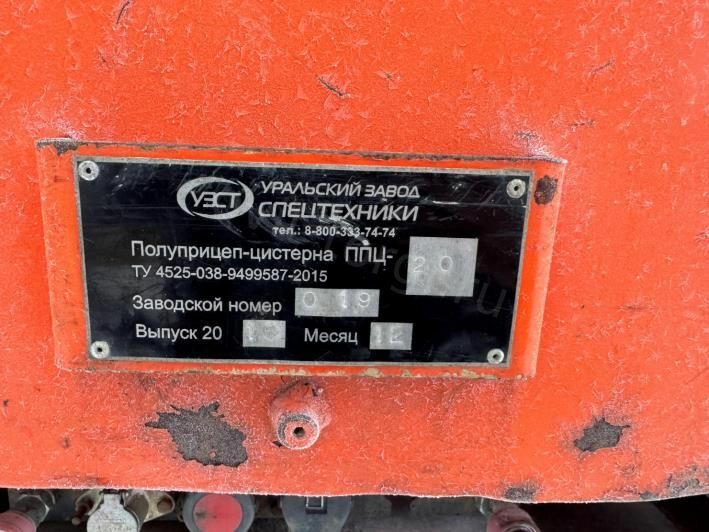 УЗСТ УРАЛЬСКИЙ ЗАВОД
СПЕЦТЕХНИКИ
тел.: 8-800-333-74-74
Полуприцеп-цистерна ППЦ- 20
ТУ 4525-038-9499587-2015
Заводской номер 019
Выпуск 20 Месяц 12